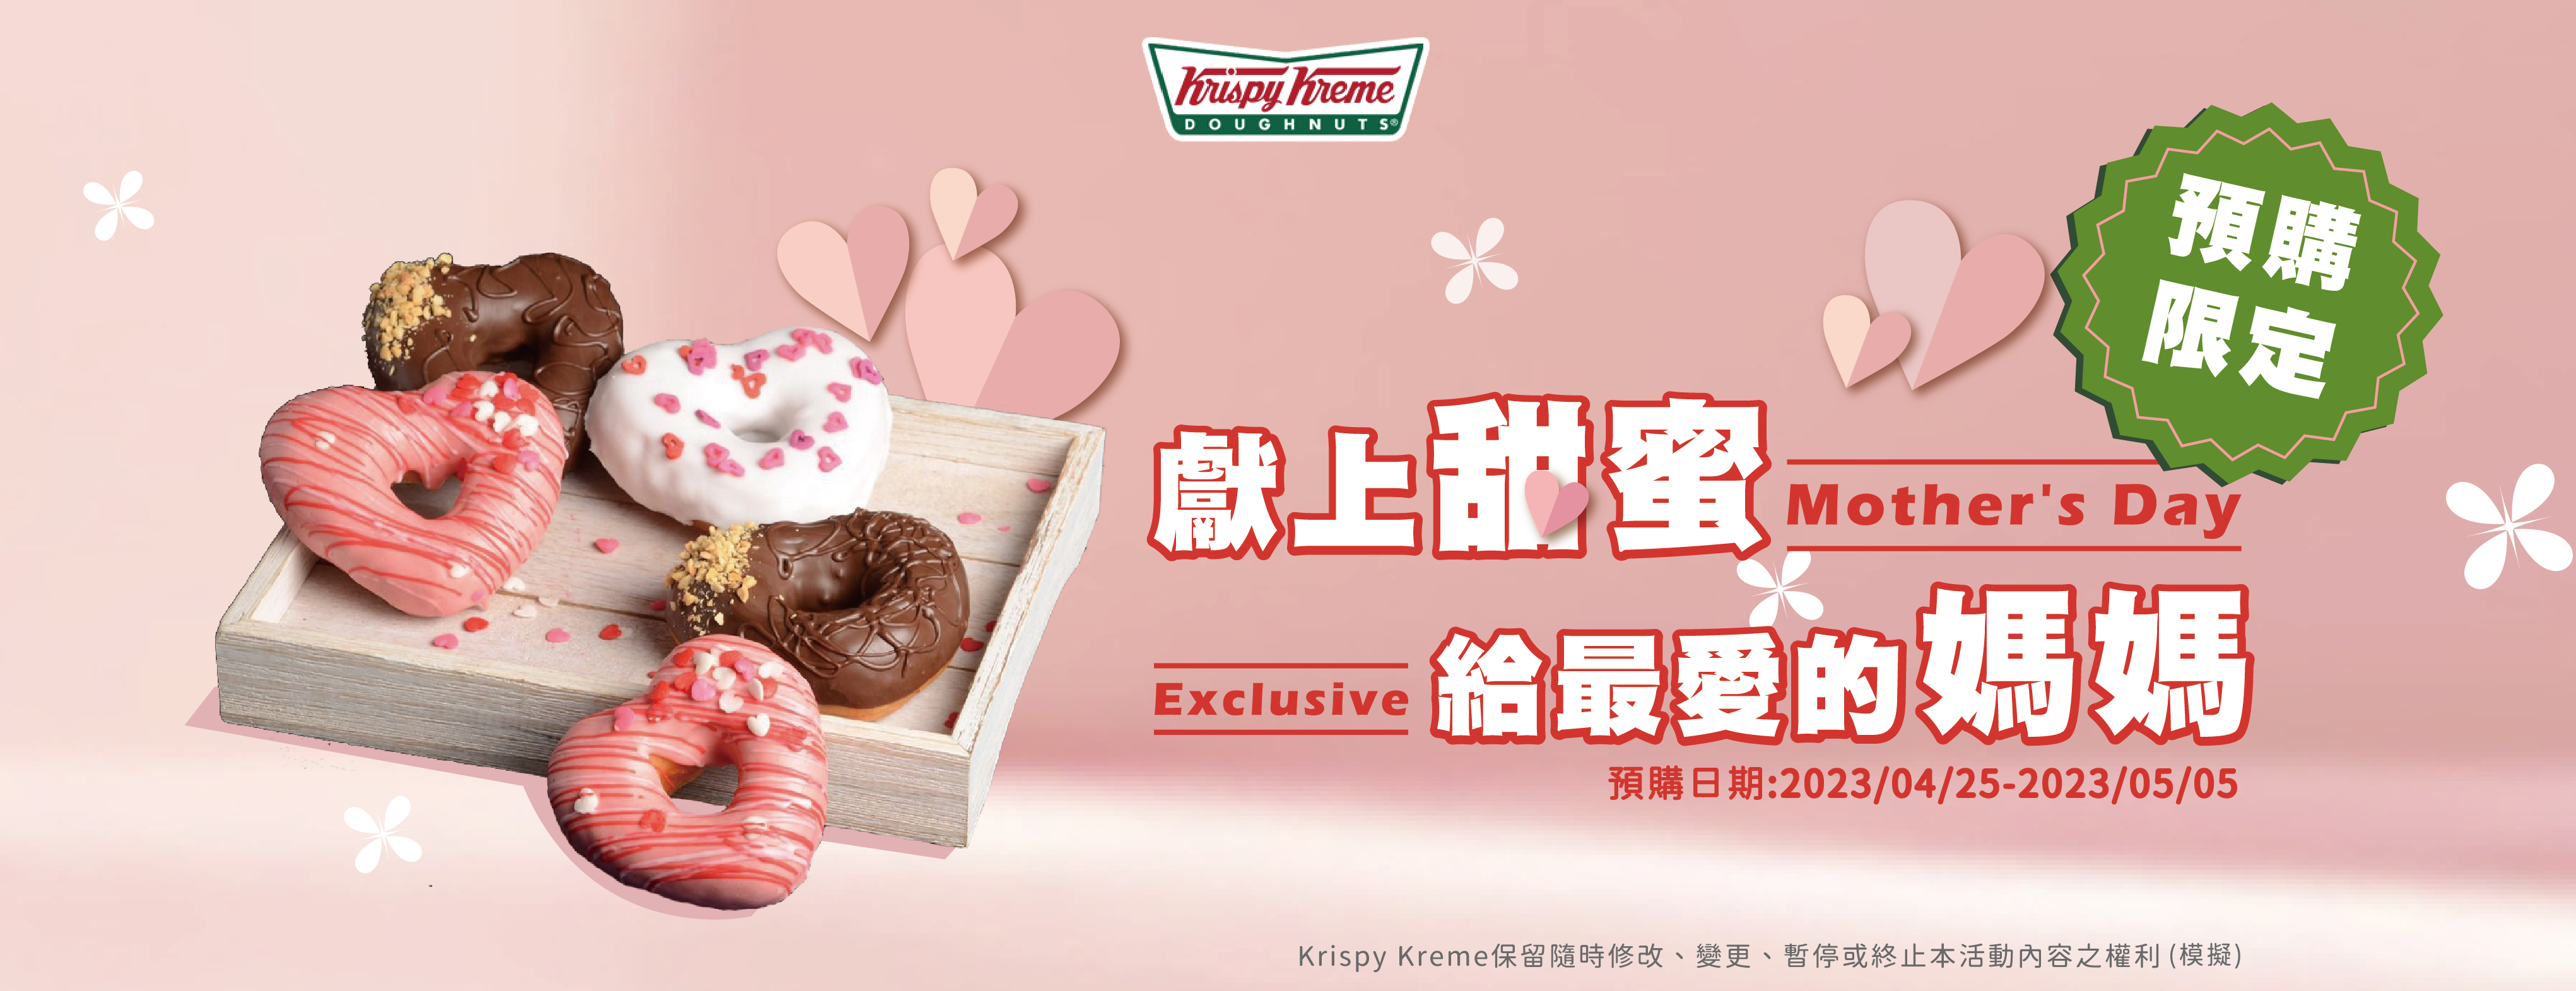 Krispy Kreme
DOUGHNUTS®
預購
限定
獻上甜蜜 Mother's Day
Exclusive 給最愛的媽媽
預購日期:2023/04/25-2023/05/05
Krispy Kreme保留隨時修改、變更、暫停或終止本活動內容之權利(模擬)